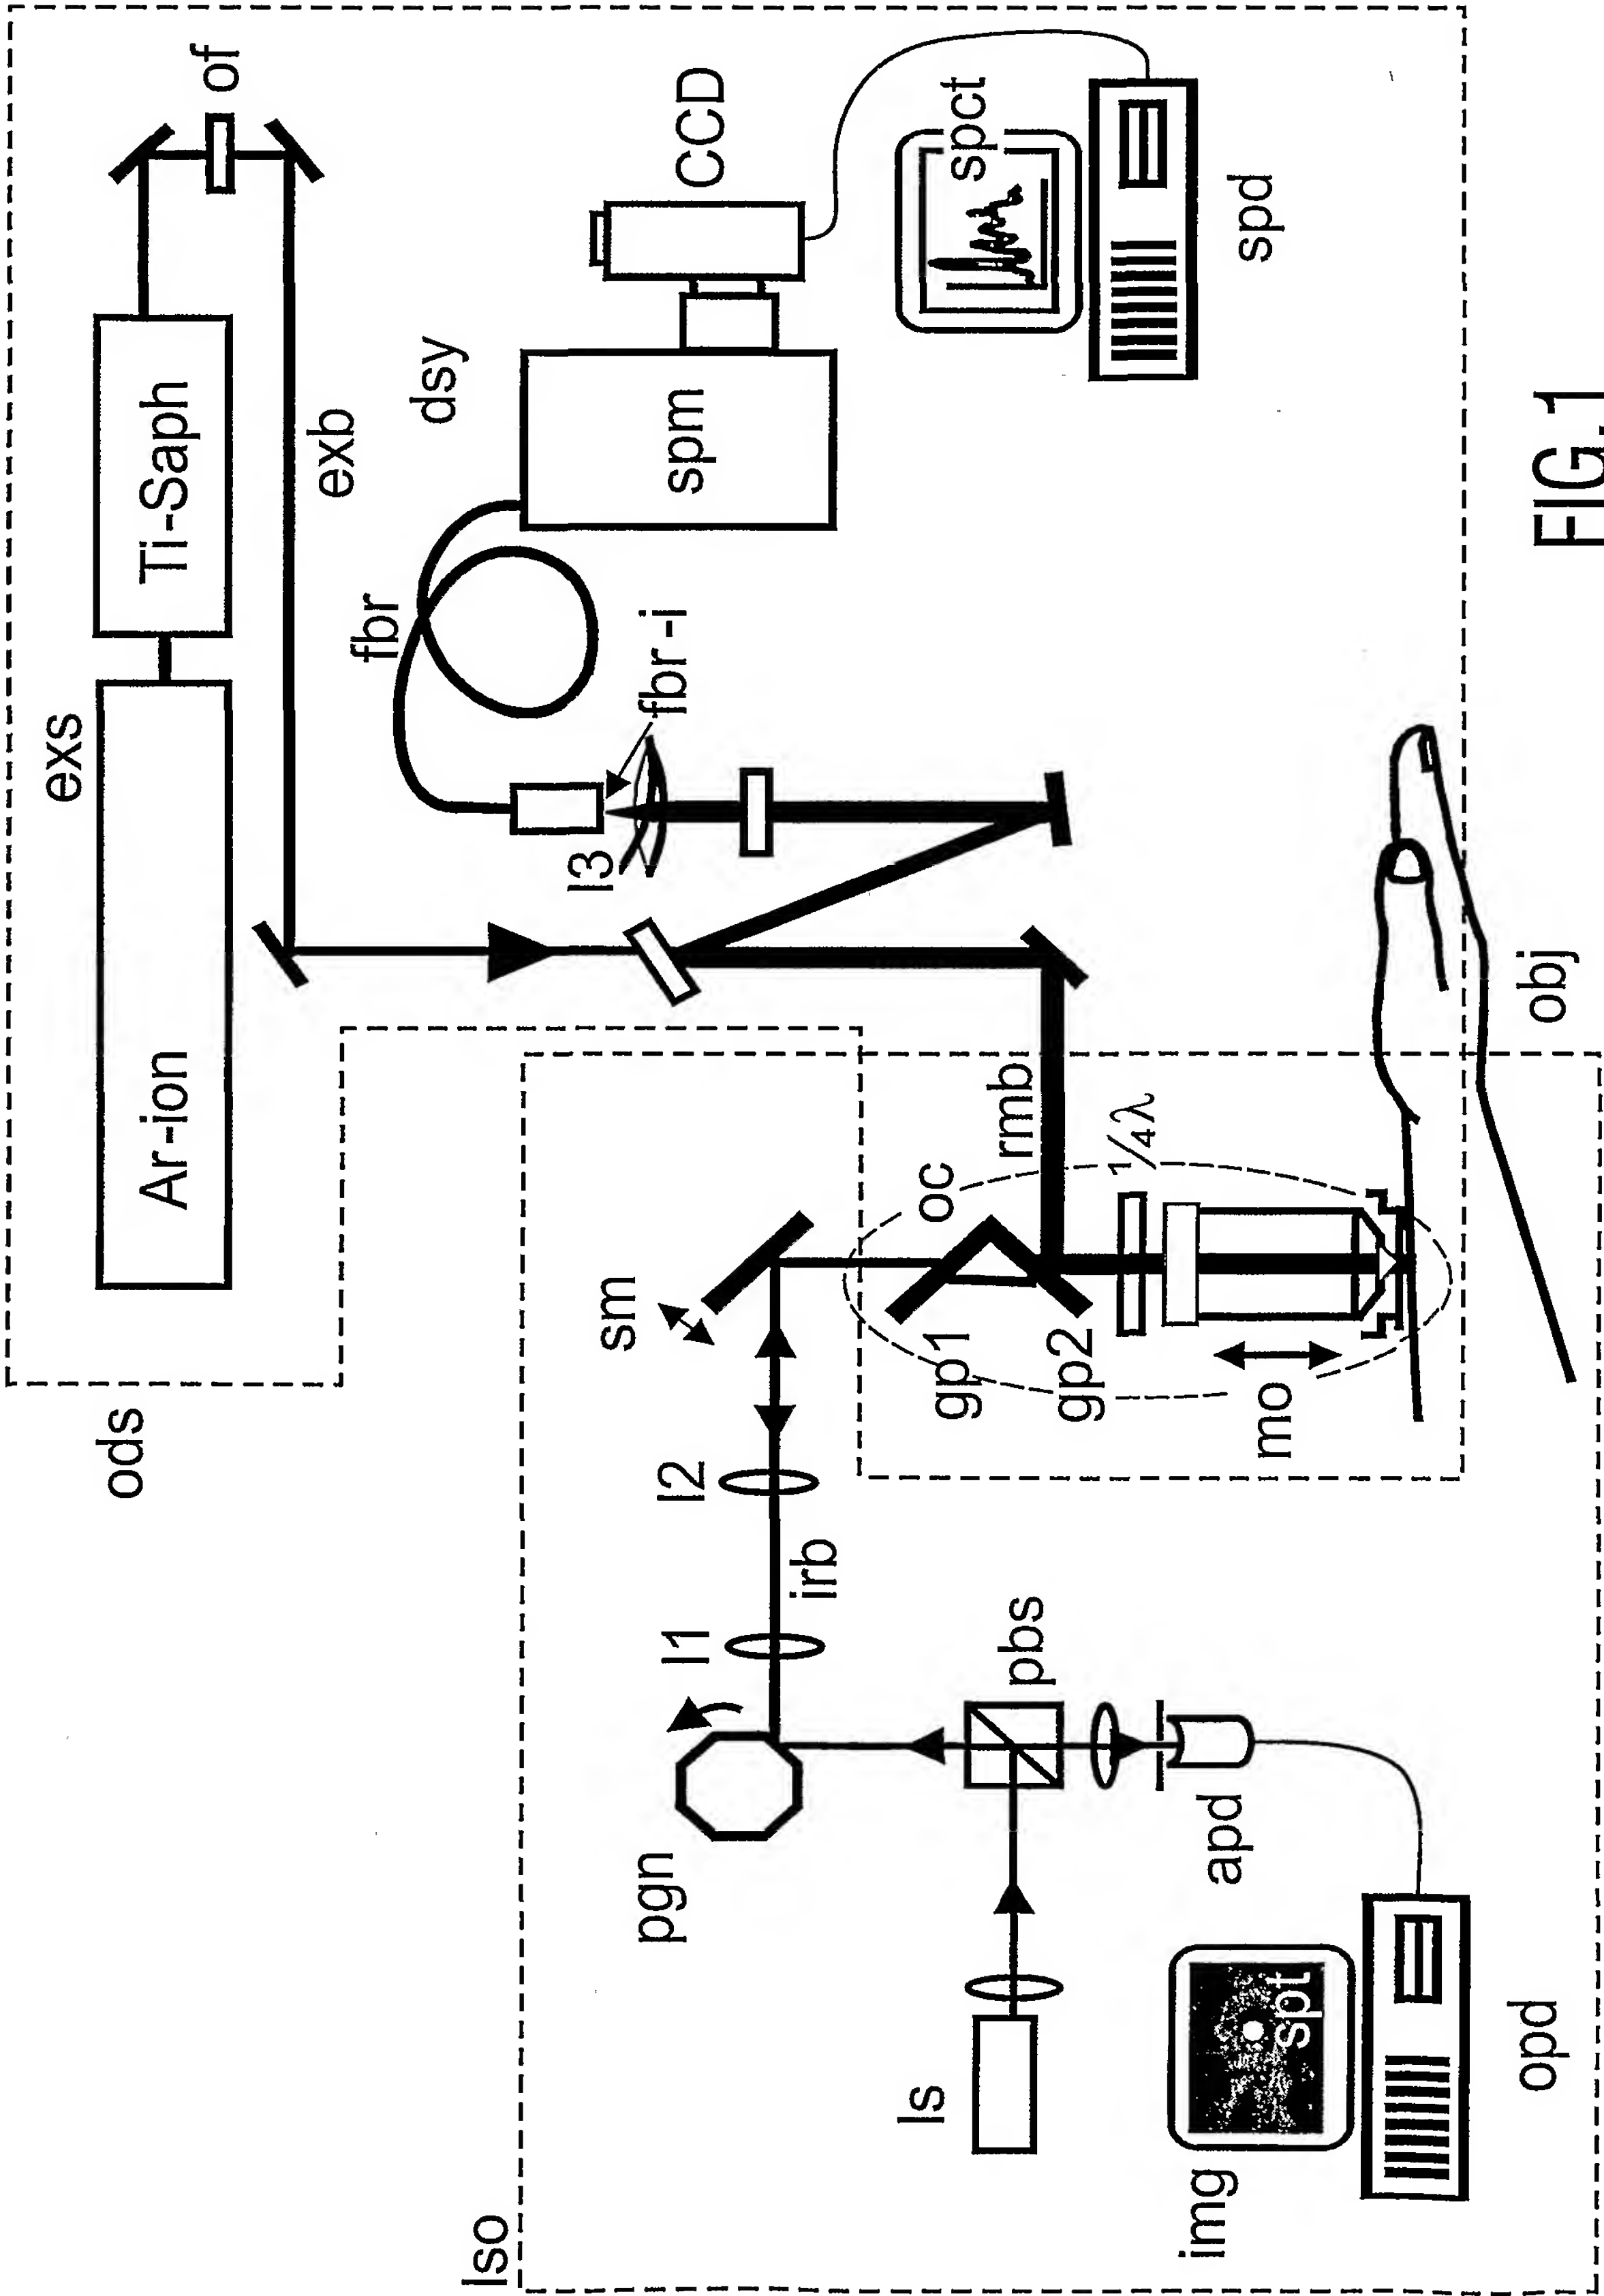 exs
Ar-ion
Ti-Saph
of
exb
ods
fbr
dsy
CCD
l3
fbr-i
spm
spct
spd
lso
sm
l2
l1
irb
pgn
oc
rmb
gp1
gp2
1/4λ
mo
pbs
ls
apd
img
spt
opd
obj
FIG.1